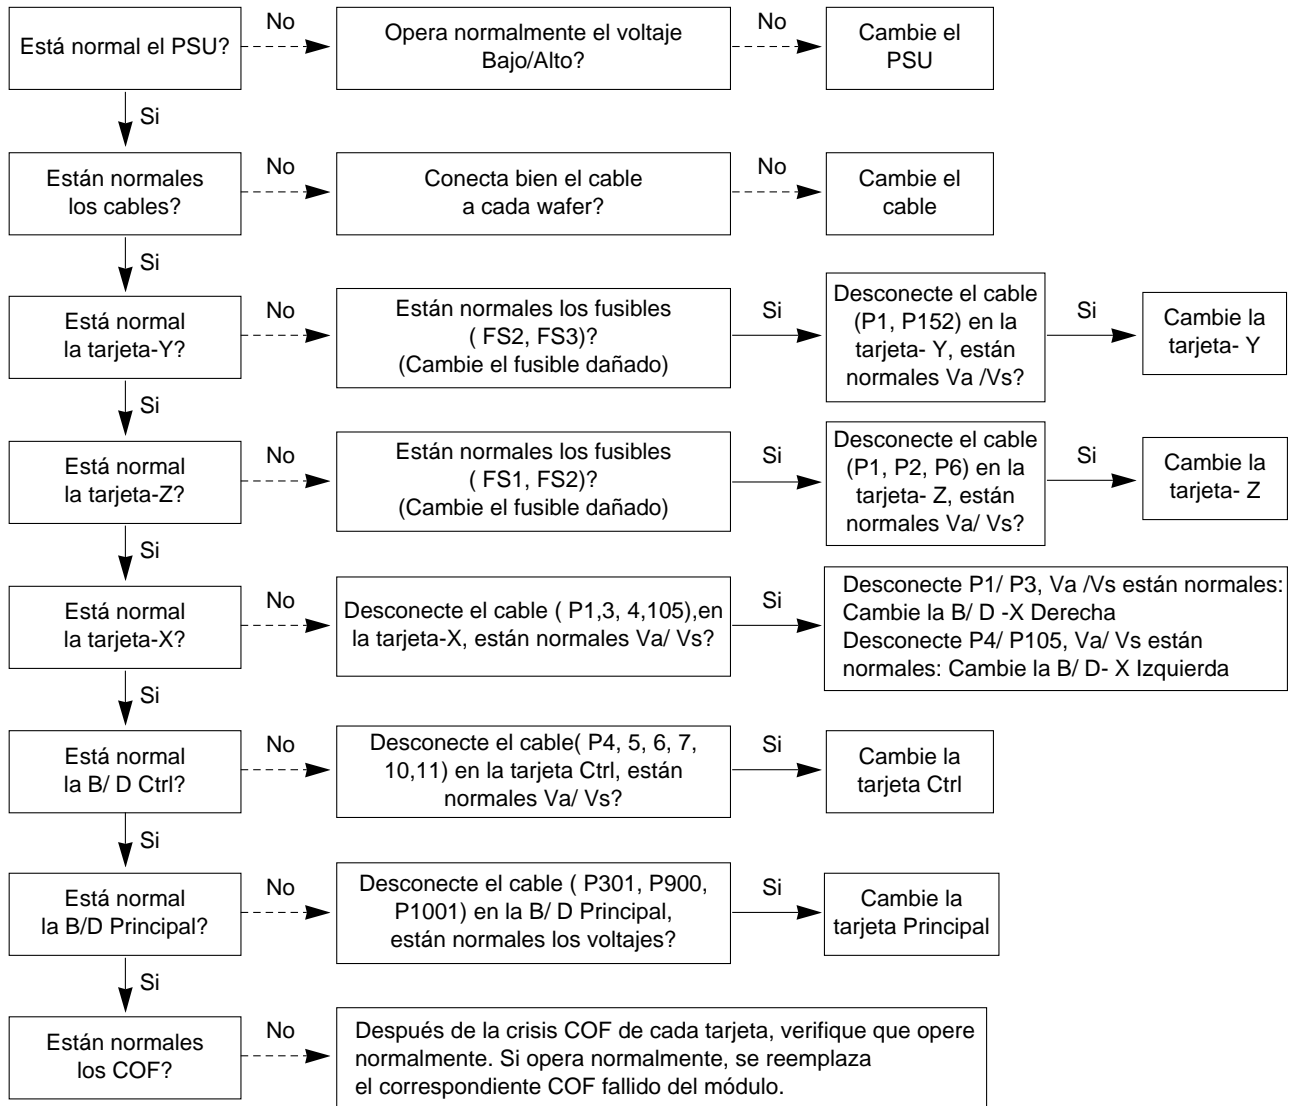 Está normal el PSU?
No
Opera normalmente el voltaje
Bajo/Alto?
No
Cambie el
PSU
Si
Están normales
los cables?
No
Conecta bien el cable
a cada wafer?
No
Cambie el
cable
Si
Está normal
la tarjeta-Y?
No
Están normales los fusibles
( FS2, FS3)?
(Cambie el fusible dañado)
Si
Desconecte el cable
(P1, P152) en la
tarjeta- Y, están
normales Va /Vs?
Si
Cambie la
tarjeta- Y
Si
Está normal
la tarjeta-Z?
No
Están normales los fusibles
( FS1, FS2)?
(Cambie el fusible dañado)
Si
Desconecte el cable
(P1, P2, P6) en la
tarjeta- Z, están
normales Va/ Vs?
Si
Cambie la
tarjeta- Z
Si
Está normal
la tarjeta-X?
No
Desconecte el cable ( P1,3, 4,105),en
la tarjeta-X, están normales Va/ Vs?
Si
Desconecte P1/ P3, Va /Vs están normales:
Cambie la B/ D -X Derecha
Desconecte P4/ P105, Va/ Vs están
normales: Cambie la B/ D- X Izquierda
Si
Está normal
la B/ D Ctrl?
No
Desconecte el cable( P4, 5, 6, 7,
10,11) en la tarjeta Ctrl, están
normales Va/ Vs?
Si
Cambie la
tarjeta Ctrl
Si
Está normal
la B/D Principal?
No
Desconecte el cable ( P301, P900,
P1001) en la B/ D Principal,
están normales los voltajes?
Si
Cambie la
tarjeta Principal
Si
Están normales
los COF?
No
Después de la crisis COF de cada tarjeta, verifique que opere
normalmente. Si opera normalmente, se reemplaza
el correspondiente COF fallido del módulo.